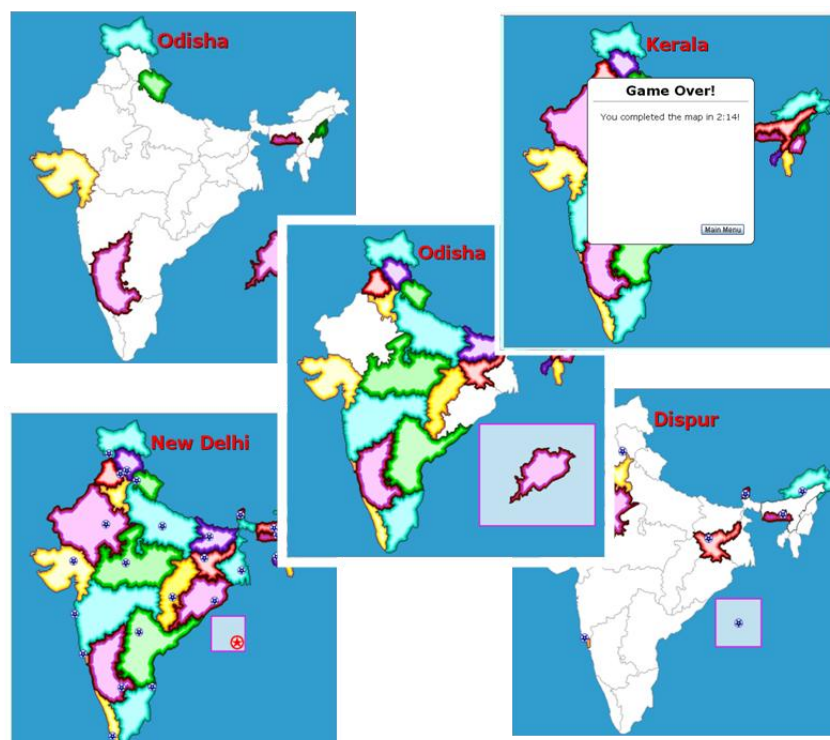 Odisha
Kerala
Game Over!
You completed the map in 2:14!
Main Menu
Odisha
New Delhi
Dispur